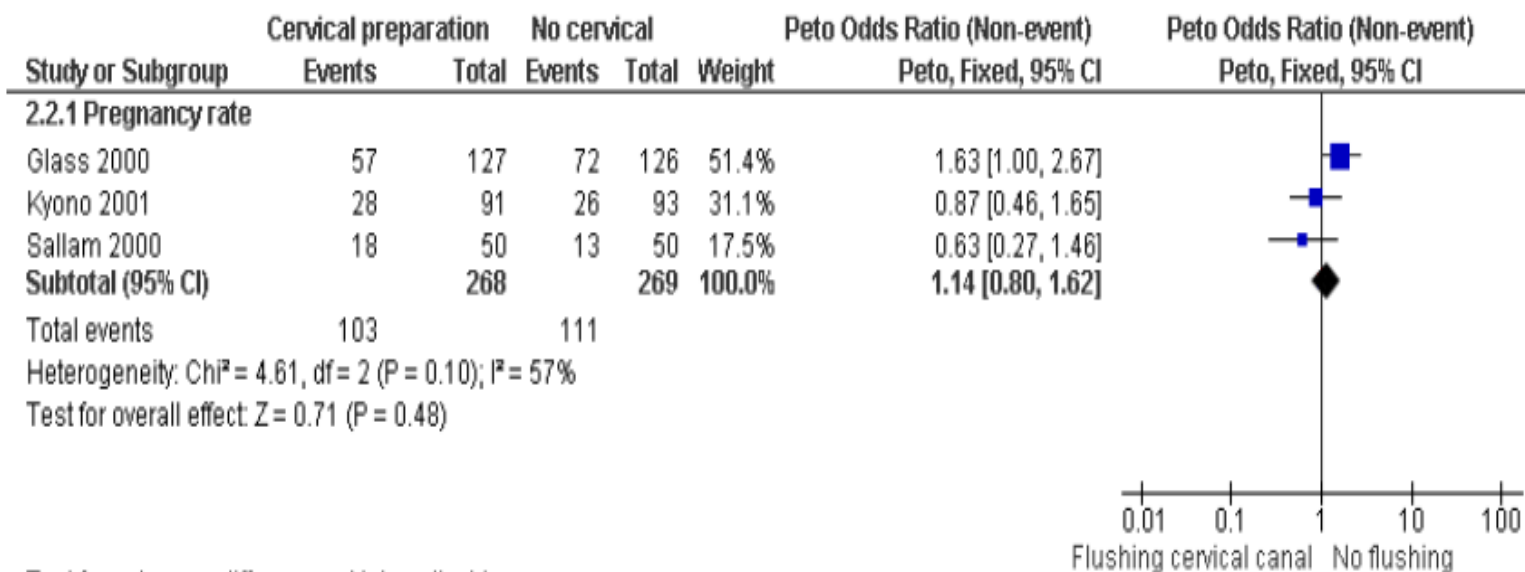 Cervical preparation No cervical Peto Odds Ratio (Non-event) Peto Odds Ratio (Non-event)
Study or Subgroup Events Total Events Total Weight Peto, Fixed, 95% CI Peto, Fixed, 95% CI
2.2.1 Pregnancy rate
Glass 2000 57 127 72 126 51.4% 1.63 [1.00, 2.67]
Kyono 2001 28 91 26 93 31.1% 0.87 [0.46, 1.65]
Sallam 2000 18 50 13 50 17.5% 0.63 [0.27, 1.46]
Subtotal (95% CI) 268 269 100.0% 1.14 [0.80, 1.62]
Total events 103 111
Heterogeneity: Chi² = 4.61, df = 2 (P = 0.10); I² = 57%
Test for overall effect: Z = 0.71 (P = 0.48)
0.01 0.1 1 10 100
Flushing cervical canal No flushing